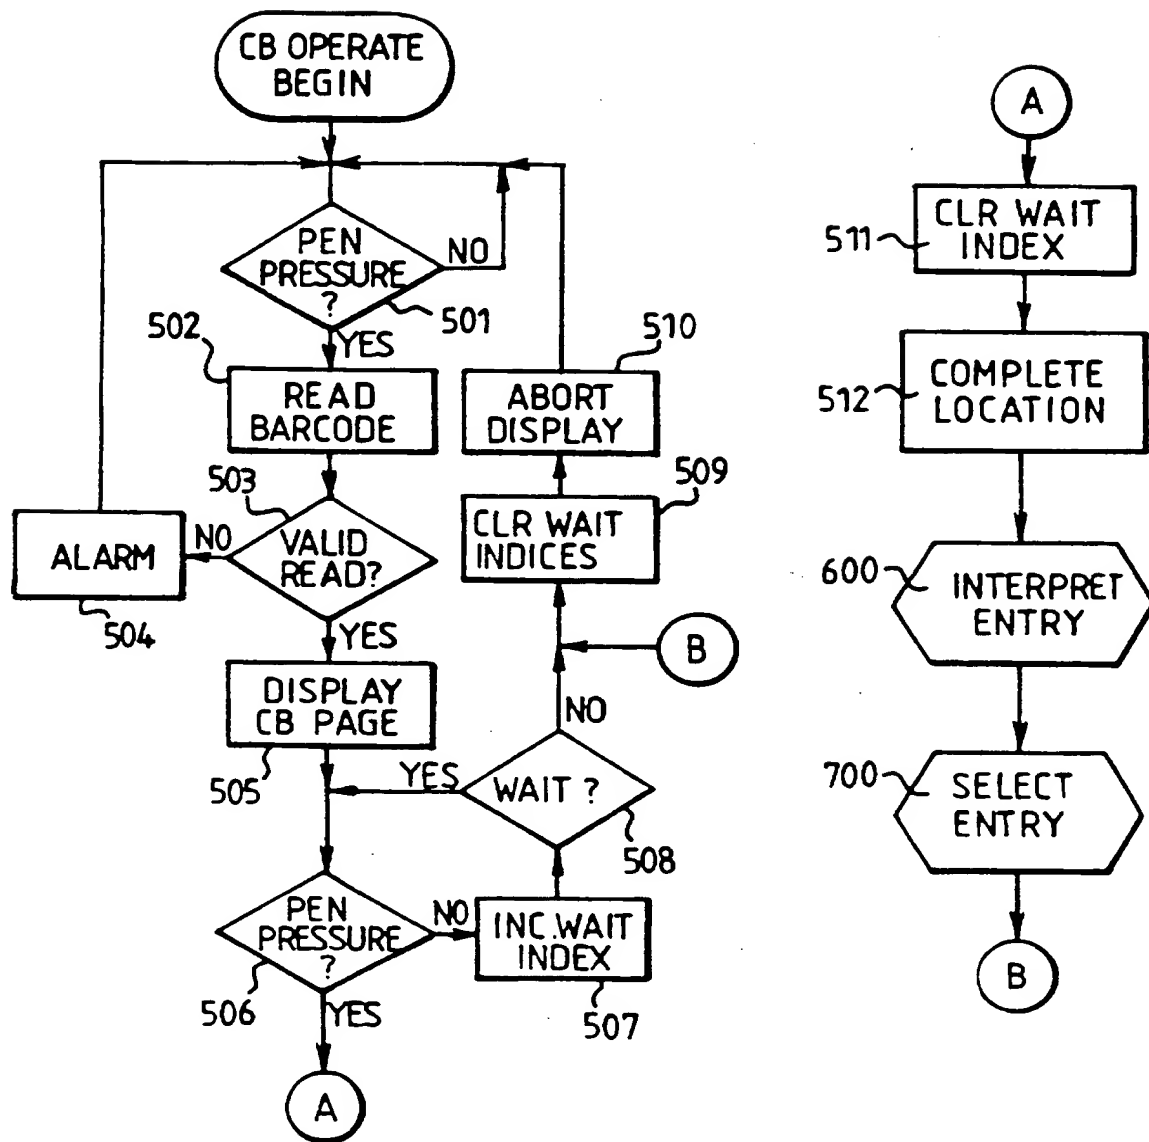 CB OPERATE
BEGIN
PEN
PRESSURE
?
NO
501
YES
502
READ
BARCODE
503
VALID
READ?
NO
ALARM
504
YES
DISPLAY
CB PAGE
505
PEN
PRESSURE
?
506
NO
YES
A
INC.WAIT
INDEX
507
WAIT ?
508
YES
NO
B
CLR WAIT
INDICES
509
ABORT
DISPLAY
510
A
CLR WAIT
INDEX
511
COMPLETE
LOCATION
512
INTERPRET
ENTRY
600
SELECT
ENTRY
700
B